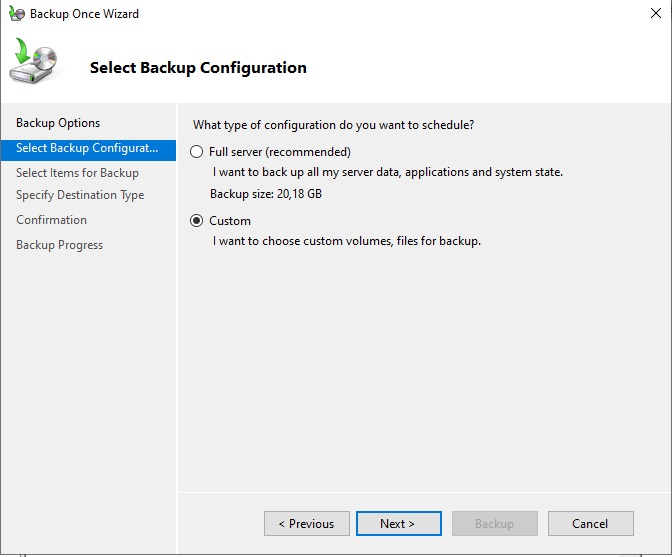 Backup Once Wizard
Select Backup Configuration
Backup Options
Select Backup Configurat...
Select Items for Backup
Specify Destination Type
Confirmation
Backup Progress
What type of configuration do you want to schedule?
Full server (recommended)
I want to back up all my server data, applications and system state.
Backup size: 20,18 GB
Custom
I want to choose custom volumes, files for backup.
< Previous
Next >
Backup
Cancel